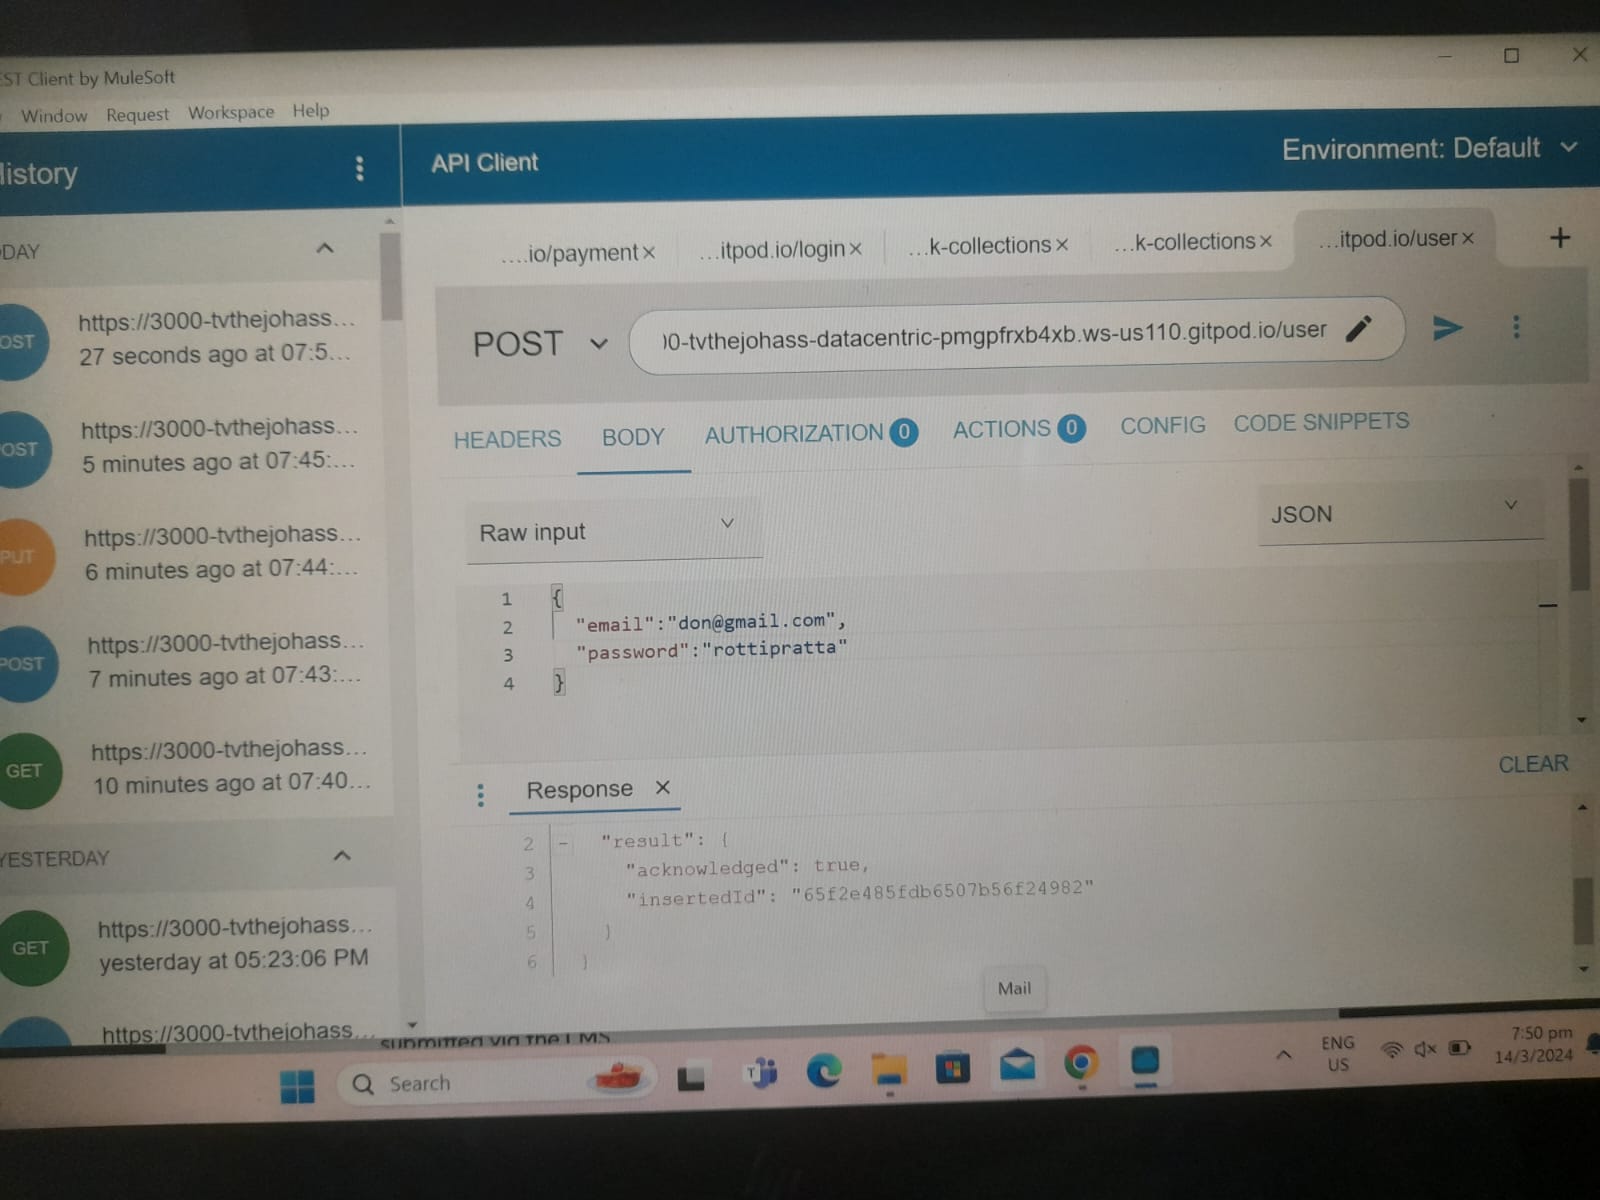 EST Client by MuleSoft
Window Request Workspace Help
History
API Client
Environment: Default
TODAY
....io/payment ...itpod.io/login ...k-collections ...k-collections ...itpod.io/user
POST
https://3000-tvthejohass...
27 seconds ago at 07:5...
POST
)0-tvthejohass-datacentric-pmgpfrxb4xb.ws-us110.gitpod.io/user
POST
https://3000-tvthejohass...
5 minutes ago at 07:45:...
HEADERS BODY AUTHORIZATION 0 ACTIONS 0 CONFIG CODE SNIPPETS
PUT
https://3000-tvthejohass...
6 minutes ago at 07:44:...
Raw input
JSON
1 {
2 "email":"don@gmail.com",
3 "password":"rottipratta"
4 }
POST
https://3000-tvthejohass...
7 minutes ago at 07:43:...
GET
https://3000-tvthejohass...
10 minutes ago at 07:40...
CLEAR
Response
2 - "result": {
3 "acknowledged": true,
4 "insertedId": "65f2e485fdb6507b56f24982"
5 }
6 }
YESTERDAY
GET
https://3000-tvthejohass...
yesterday at 05:23:06 PM
https://3000-tvthejohass...
Mail
submitted via the LMS
Search
ENG
US
7:50 pm
14/3/2024